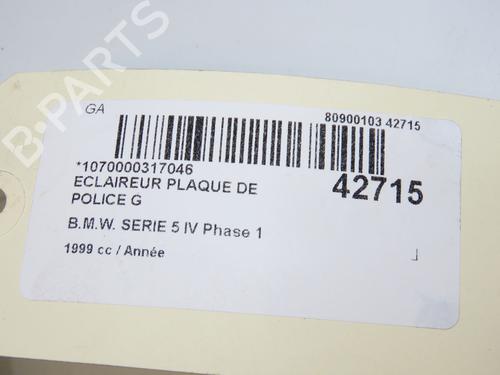 GA
80900103 42715
*1070000317046
ECLAIREUR PLAQUE DE
POLICE G
42715
B.M.W. SERIE 5 IV Phase 1
1999 cc / Année
B-PARTS